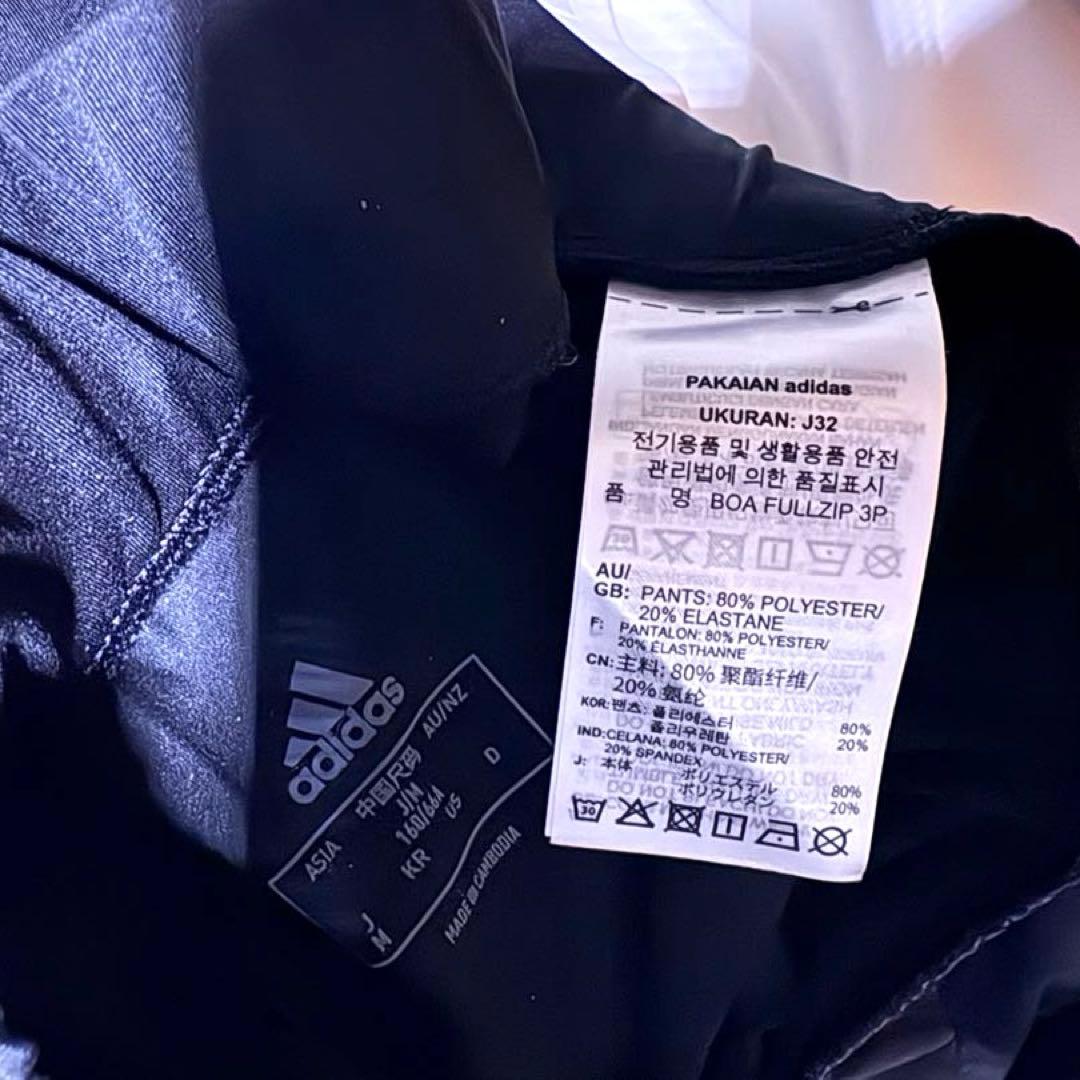 PAKAIAN adidas
UKURAN: J32
전기용품 및 생활용품 안전
관리법에 의한 품질표시
품 명 BOA FULLZIP 3P
AU/
GB: PANTS: 80% POLYESTER/
20% ELASTANE
F: PANTALON: 80% POLYESTER/
20% ELASTHANNE
CN: 主料: 80% 聚酯纤维/
20% 氨纶
KOR: 팬츠: 폴리에스터 80%
폴리우레탄 20%
IND: CELANA: 80% POLYESTER/
20% SPANDEX
J: 本体 ポリエステル 80%
ポリウレタン 20%
30
adidas
ASIA 中国尺码 AU/NZ
J/M D
160/66A
KR US
J
M
MADE IN CAMBODIA